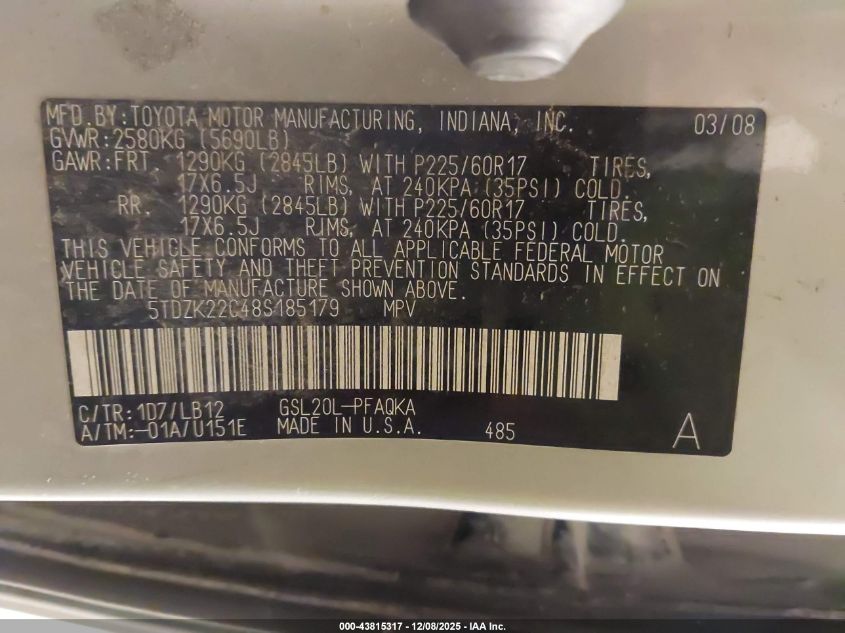 MFD.BY:TOYOTA MOTOR MANUFACTURING, INDIANA, INC. 03/08
GVWR:2580KG (5690LB)
GAWR:FRT. 1290KG (2845LB) WITH P225/60R17 TIRES,
17X6.5J RIMS, AT 240KPA (35PSI) COLD.
RR. 1290KG (2845LB) WITH P225/60R17 TIRES,
17X6.5J RIMS, AT 240KPA (35PSI) COLD.
THIS VEHICLE CONFORMS TO ALL APPLICABLE FEDERAL MOTOR
VEHICLE SAFETY AND THEFT PREVENTION STANDARDS IN EFFECT ON
THE DATE OF MANUFACTURE SHOWN ABOVE.
5TDZK22C48S185179 MPV
C/TR:1D7/LB12 GSL20L-PFAQKA
A/TM:-01A/U151E MADE IN U.S.A. 485 A
000-43815317 - 12/08/2025 - IAA Inc.